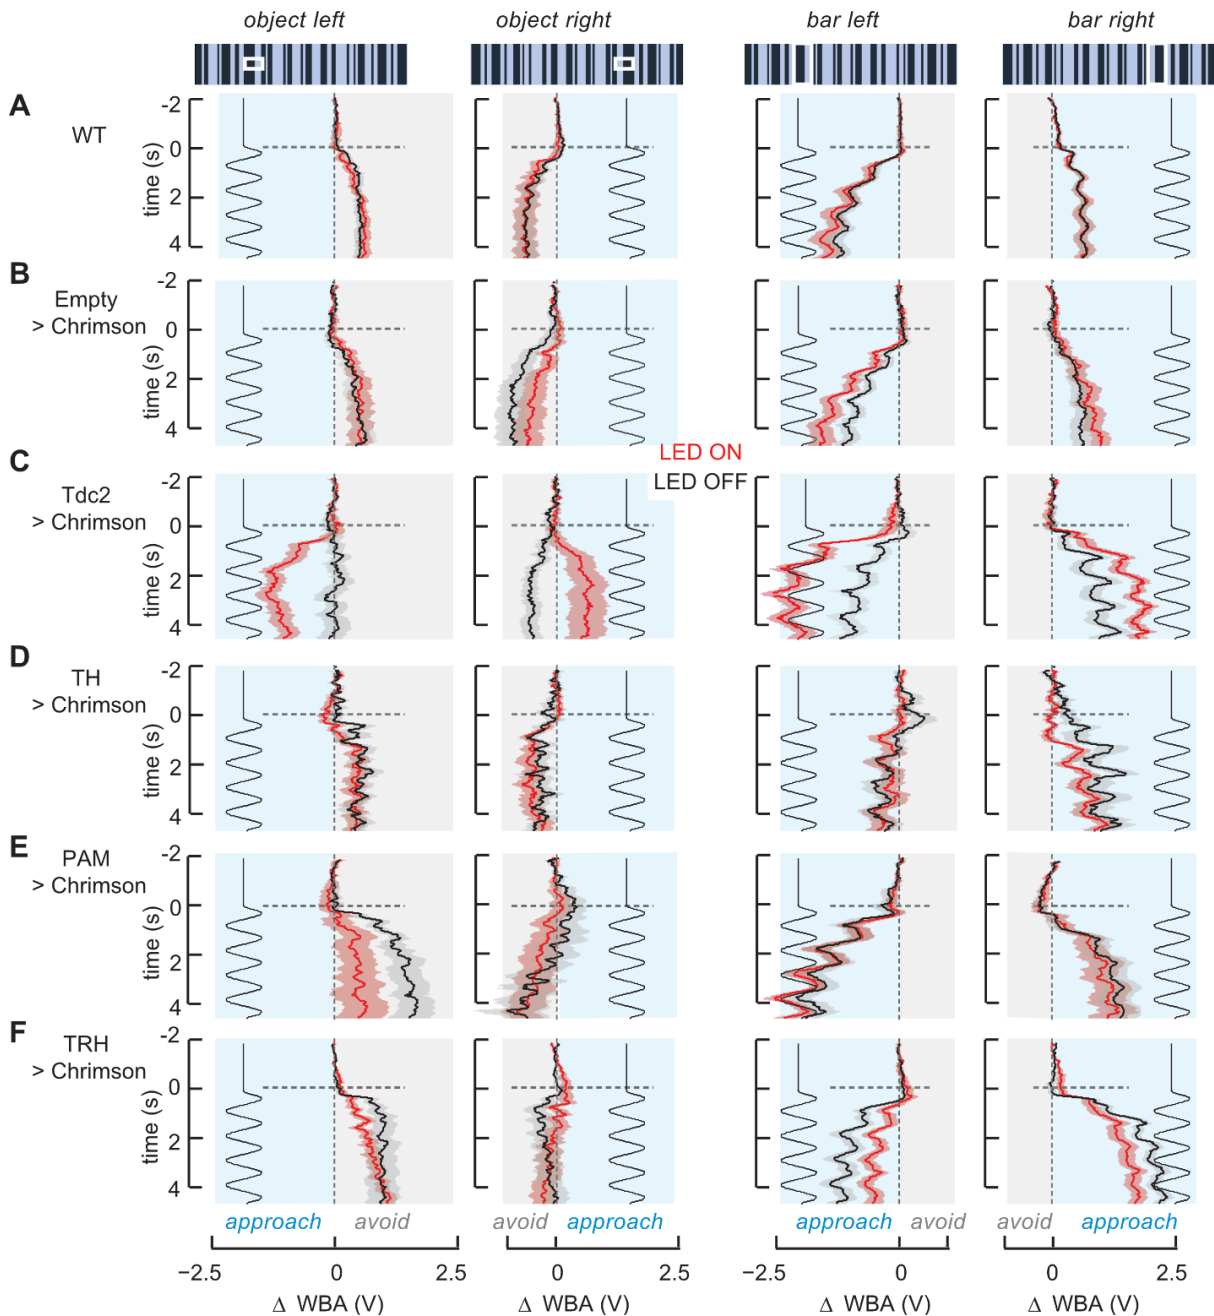 object left object right bar left bar right
A WT
-2
0
2
4
time (s)
B Empty
> Chrimson
-2
0
2
4
time (s)
LED ON
LED OFF
C Tdc2
> Chrimson
-2
0
2
4
time (s)
D TH
> Chrimson
-2
0
2
4
time (s)
E PAM
> Chrimson
-2
0
2
4
time (s)
F TRH
> Chrimson
-2
0
2
4
time (s)
approach avoid avoid approach approach avoid avoid approach
−2.5 0 2.5 0 2.5 −2.5 0 0 2.5
Δ WBA (V) Δ WBA (V) Δ WBA (V) Δ WBA (V)